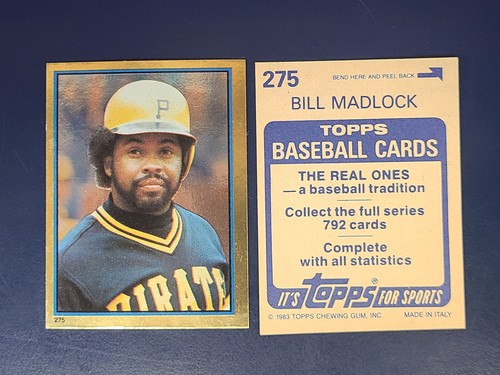 P
PIRATE
275
275
BEND HERE AND PEEL BACK
BILL MADLOCK
TOPPS
BASEBALL CARDS
THE REAL ONES
—a baseball tradition
Collect the full series
792 cards
Complete
with all statistics
IT'S topps® FOR SPORTS
© 1983 TOPPS CHEWING GUM, INC. MADE IN ITALY